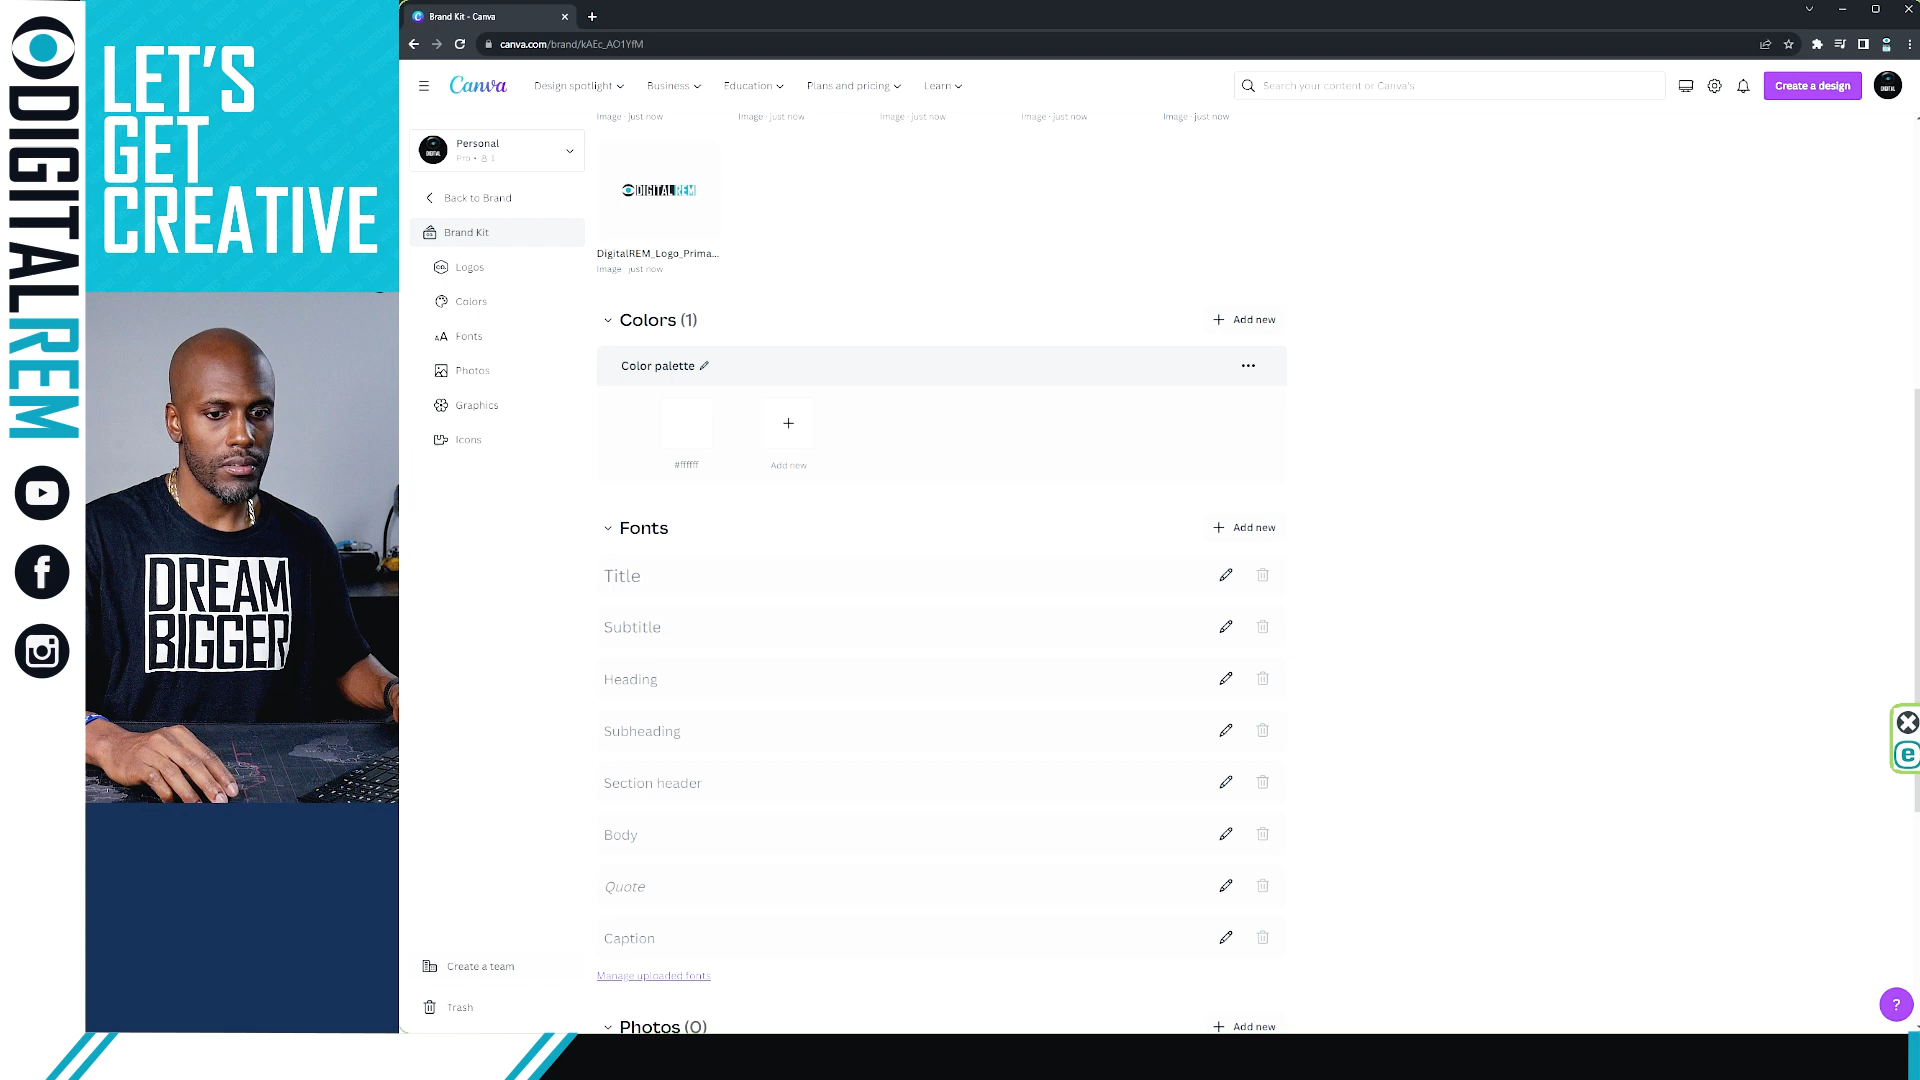 DIGITALREM
LET'S
GET
CREATIVE
DREAM
BIGGER
Brand Kit - Canva
canva.com/brand/kAEc_AO1YfM
Canva
Design spotlight
Business
Education
Plans and pricing
Learn
Search your content or Canva's
Create a design
DIGITAL
Image · just now
Image · just now
Image · just now
Image · just now
Image · just now
DIGITAL
Personal
Pro • 1
Back to Brand
Brand Kit
Logos
Colors
Fonts
Photos
Graphics
Icons
Create a team
Trash
DIGITALREM
DigitalREM_Logo_Prima...
Image · just now
Colors (1)
Add new
Color palette
#ffffff
Add new
Fonts
Add new
Title
Subtitle
Heading
Subheading
Section header
Body
Quote
Caption
Manage uploaded fonts
Photos (0)
Add new
?
e